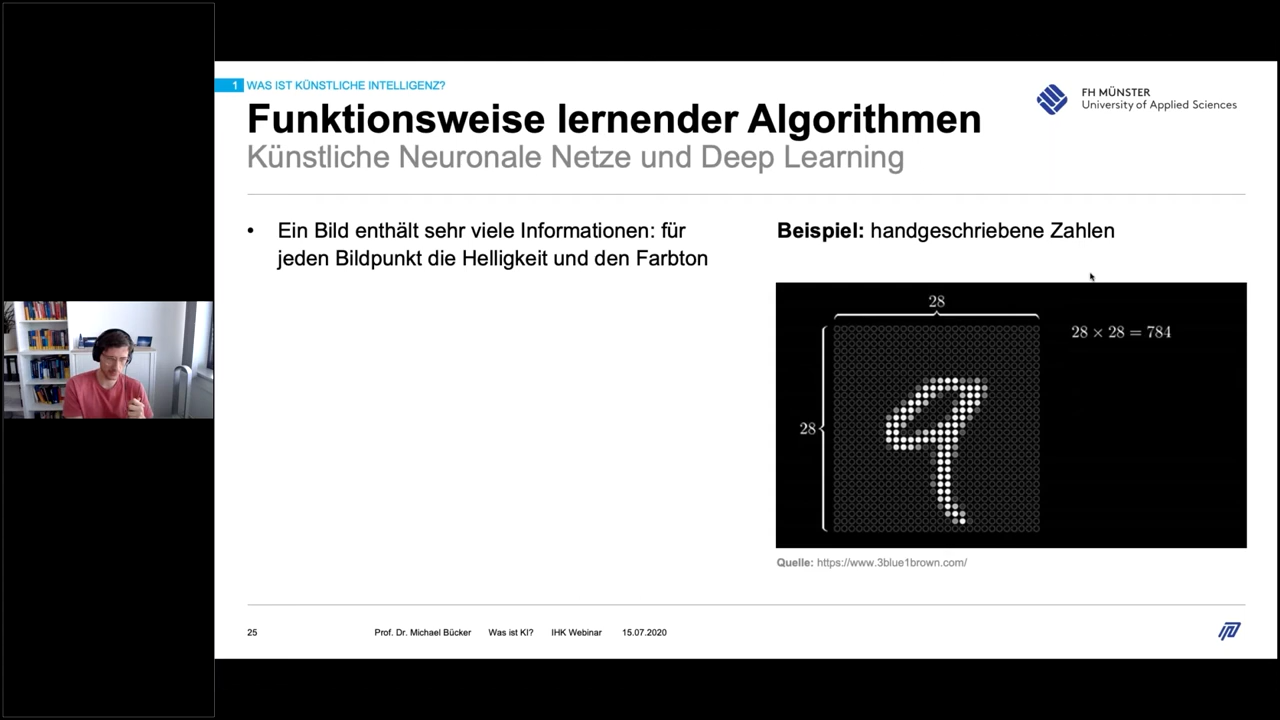 1 WAS IST KÜNSTLICHE INTELLIGENZ?
FH MÜNSTER
University of Applied Sciences
Funktionsweise lernender Algorithmen
Künstliche Neuronale Netze und Deep Learning
• Ein Bild enthält sehr viele Informationen: für
jeden Bildpunkt die Helligkeit und den Farbton
Beispiel: handgeschriebene Zahlen
28
28 × 28 = 784
28
9
Quelle: https://www.3blue1brown.com/
25 Prof. Dr. Michael Bücker Was ist KI? IHK Webinar 15.07.2020